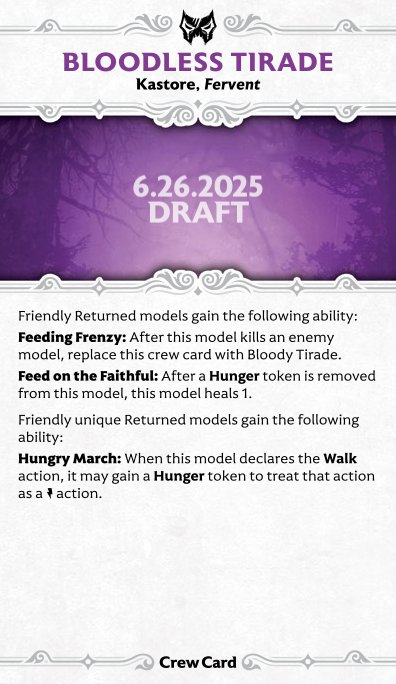 BLOODLESS TIRADE
Kastore, Fervent
6.26.2025
DRAFT
Friendly Returned models gain the following ability:
Feeding Frenzy: After this model kills an enemy
model, replace this crew card with Bloody Tirade.
Feed on the Faithful: After a Hunger token is removed
from this model, this model heals 1.
Friendly unique Returned models gain the following
ability:
Hungry March: When this model declares the Walk
action, it may gain a Hunger token to treat that action
as a action.
Crew Card